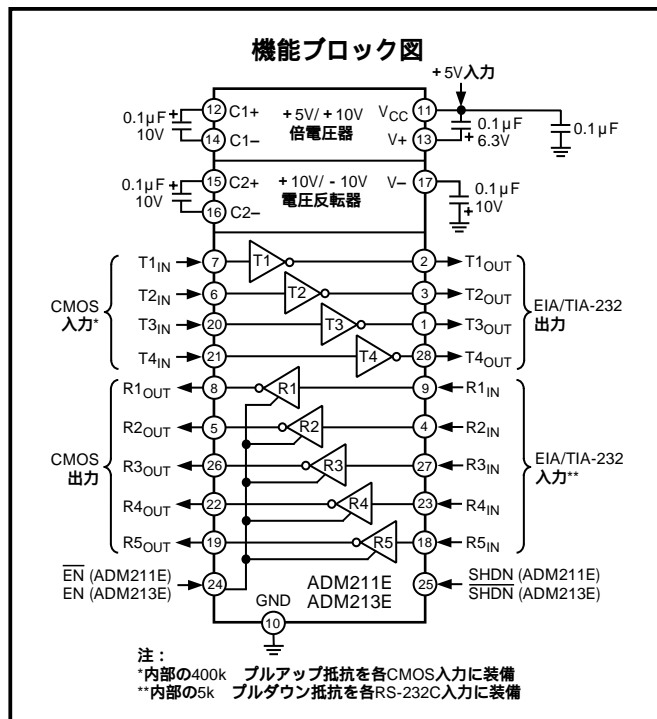 機能ブロック図
+5V入力
0.1μF
10V
+
12
C1+
14
C1–
+5V/ +10V
倍電圧器
VCC
11
V+
13
+
0.1μF
6.3V
0.1μF
0.1μF
10V
+
15
C2+
16
C2–
+10V/ - 10V
電圧反転器
V–
17
+
0.1μF
10V
CMOS
入力*
T1IN
7
T1
2
T1OUT
T2IN
6
T2
3
T2OUT
T3IN
20
T3
1
T3OUT
T4IN
21
T4
28
T4OUT
EIA/TIA-232
出力
CMOS
出力
R1OUT
8
R1
9
R1IN
R2OUT
5
R2
4
R2IN
R3OUT
26
R3
27
R3IN
R4OUT
22
R4
23
R4IN
R5OUT
19
R5
18
R5IN
EIA/TIA-232
入力**
EN (ADM211E)
EN (ADM213E)
24
ADM211E
ADM213E
25
SHDN (ADM211E)
SHDN (ADM213E)
GND
10
注：
*内部の400k プルアップ抵抗を各CMOS入力に装備
**内部の5k プルダウン抵抗を各RS-232C入力に装備